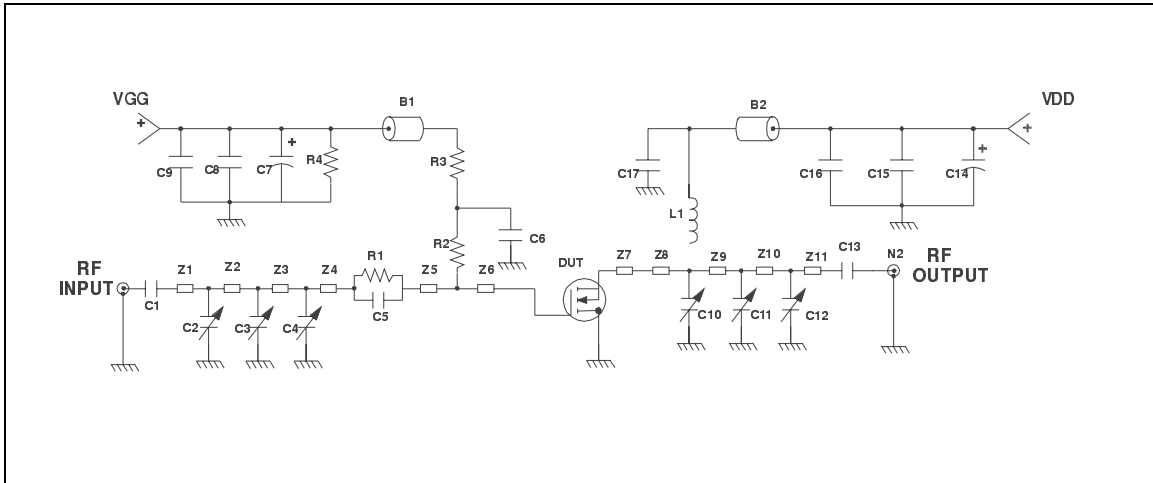 VGG
B1
B2
VDD
+
+
+
+
C9
C8
C7
R4
R3
C17
C16
C15
C14
L1
R2
C6
RF
INPUT
Z1
Z2
Z3
Z4
R1
Z5
Z6
DUT
Z7
Z8
Z9
Z10
Z11
C13
N2
RF
OUTPUT
C1
C5
C2
C3
C4
C10
C11
C12